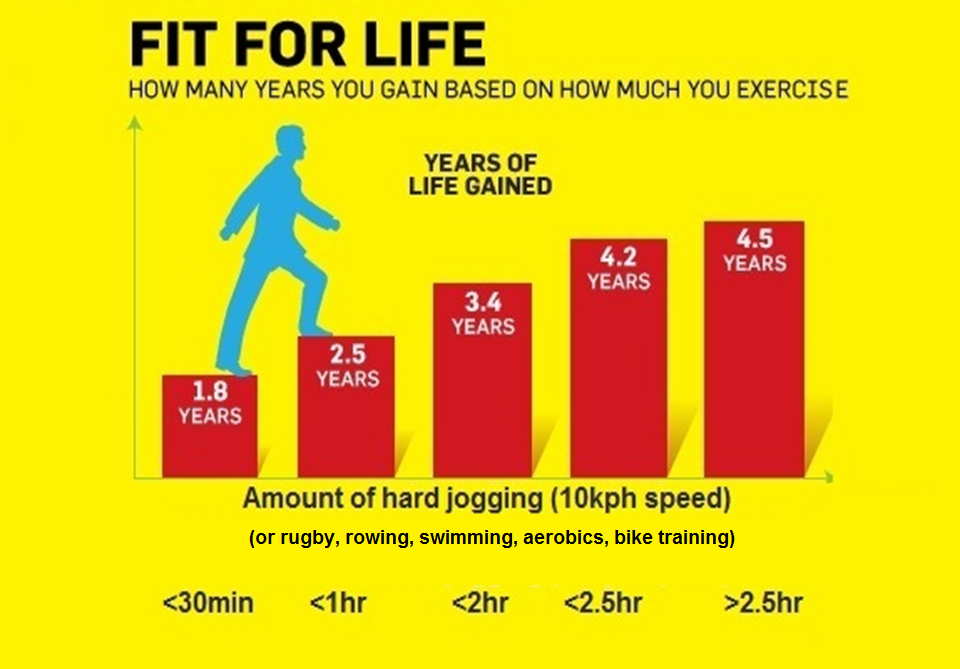 FIT FOR LIFE
HOW MANY YEARS YOU GAIN BASED ON HOW MUCH YOU EXERCISE
YEARS OF
LIFE GAINED
1.8
YEARS
2.5
YEARS
3.4
YEARS
4.2
YEARS
4.5
YEARS
Amount of hard jogging (10kph speed)
(or rugby, rowing, swimming, aerobics, bike training)
<30min <1hr <2hr <2.5hr >2.5hr